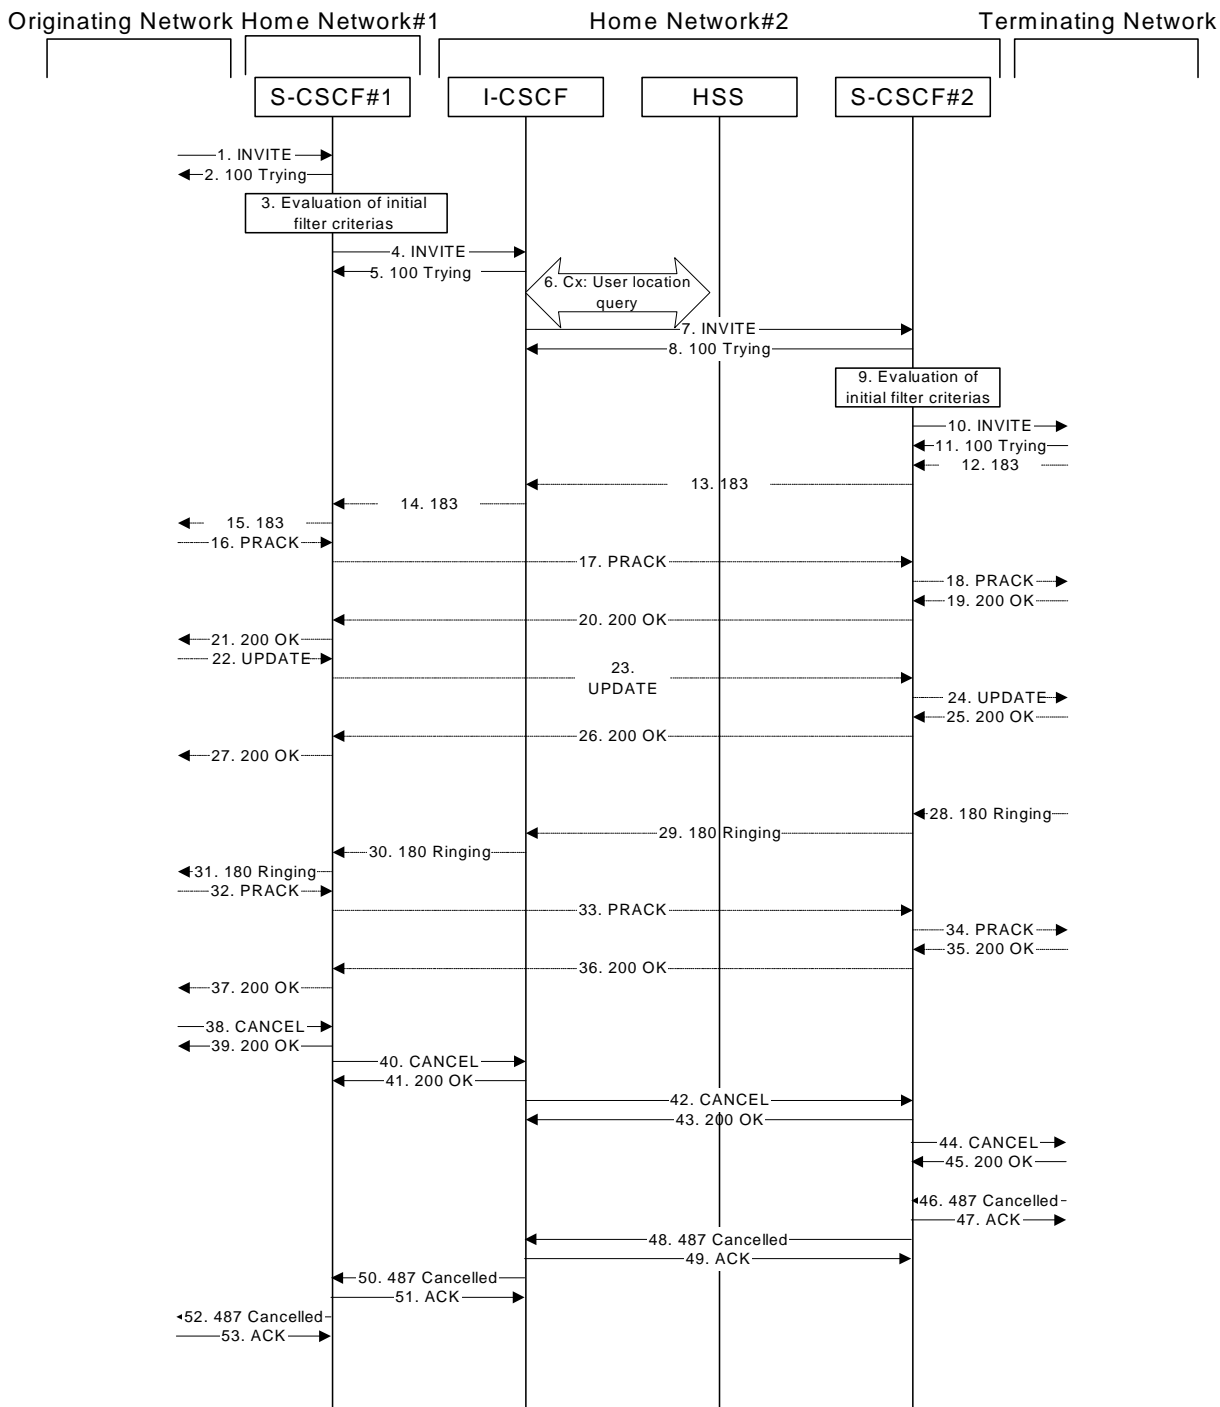 Originating Network Home Network#1 Home Network#2 Terminating Network
S-CSCF#1 I-CSCF HSS S-CSCF#2
1. INVITE
2. 100 Trying
3. Evaluation of initial
filter criterias
4. INVITE
5. 100 Trying
6. Cx: User location
query
7. INVITE
8. 100 Trying
9. Evaluation of
initial filter criterias
10. INVITE
11. 100 Trying
12. 183
13. 183
14. 183
15. 183
16. PRACK
17. PRACK
18. PRACK
19. 200 OK
20. 200 OK
21. 200 OK
22. UPDATE
23.
UPDATE
24. UPDATE
25. 200 OK
26. 200 OK
27. 200 OK
28. 180 Ringing
29. 180 Ringing
30. 180 Ringing
31. 180 Ringing
32. PRACK
33. PRACK
34. PRACK
35. 200 OK
36. 200 OK
37. 200 OK
38. CANCEL
39. 200 OK
40. CANCEL
41. 200 OK
42. CANCEL
43. 200 OK
44. CANCEL
45. 200 OK
46. 487 Cancelled
47. ACK
48. 487 Cancelled
49. ACK
50. 487 Cancelled
51. ACK
52. 487 Cancelled
53. ACK